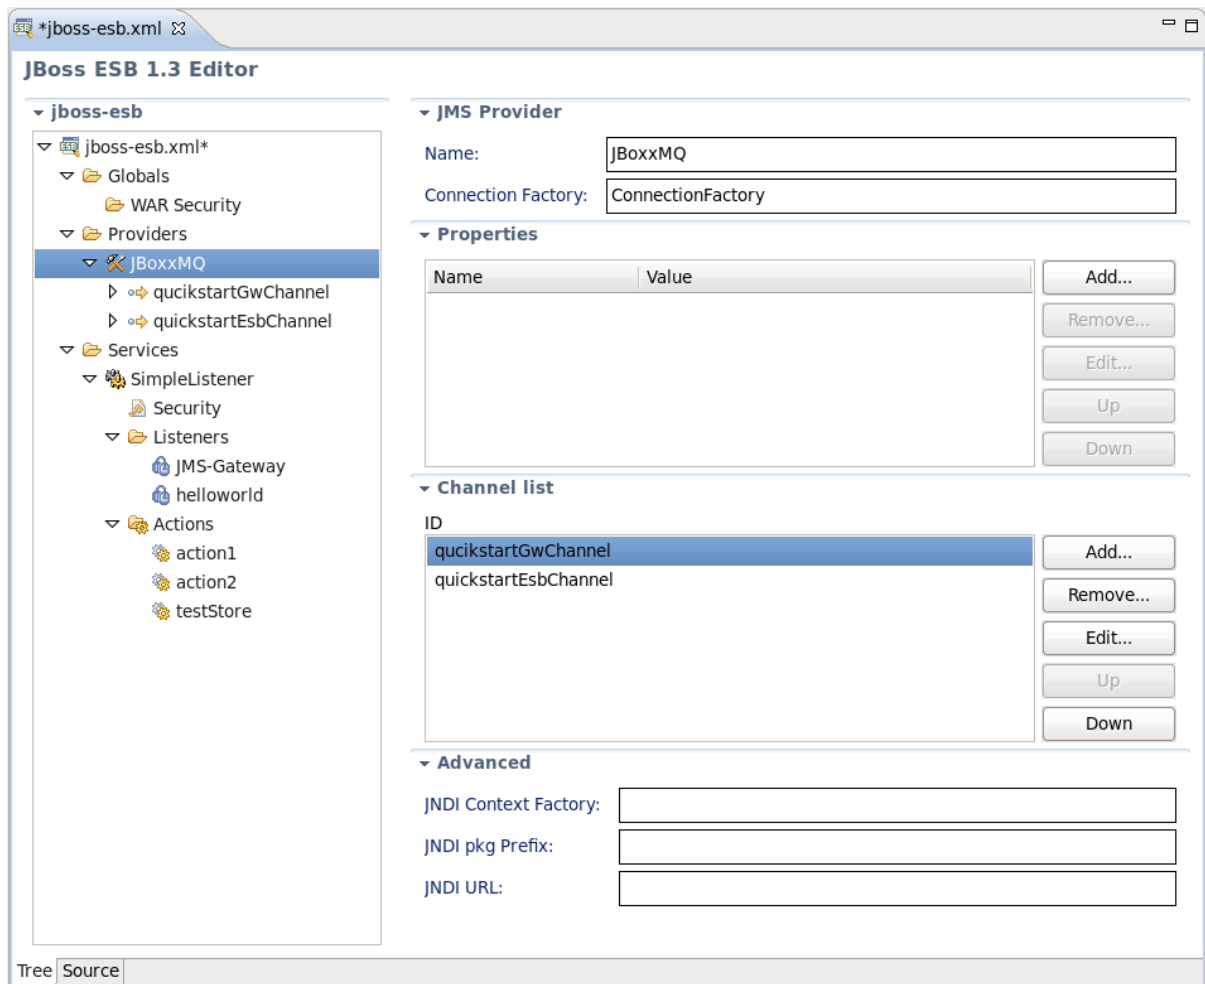 *jboss-esb.xml
JBoss ESB 1.3 Editor
jboss-esb
jboss-esb.xml*
Globals
WAR Security
Providers
JBoxxMQ
qucikstartGwChannel
quickstartEsbChannel
Services
SimpleListener
Security
Listeners
JMS-Gateway
helloworld
Actions
action1
action2
testStore
JMS Provider
Name: JBoxxMQ
Connection Factory: ConnectionFactory
Properties
Name Value
Add...
Remove...
Edit...
Up
Down
Channel list
ID
qucikstartGwChannel
quickstartEsbChannel
Add...
Remove...
Edit...
Up
Down
Advanced
JNDI Context Factory:
JNDI pkg Prefix:
JNDI URL:
Tree Source